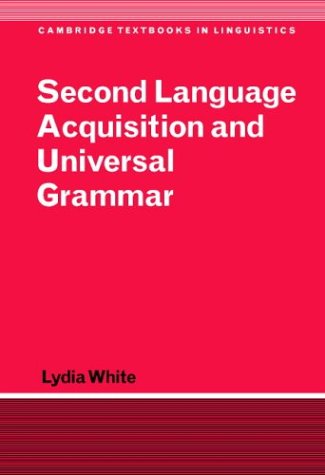 CAMBRIDGE TEXTBOOKS IN LINGUISTICS
Second Language
Acquisition and
Universal
Grammar
Lydia White